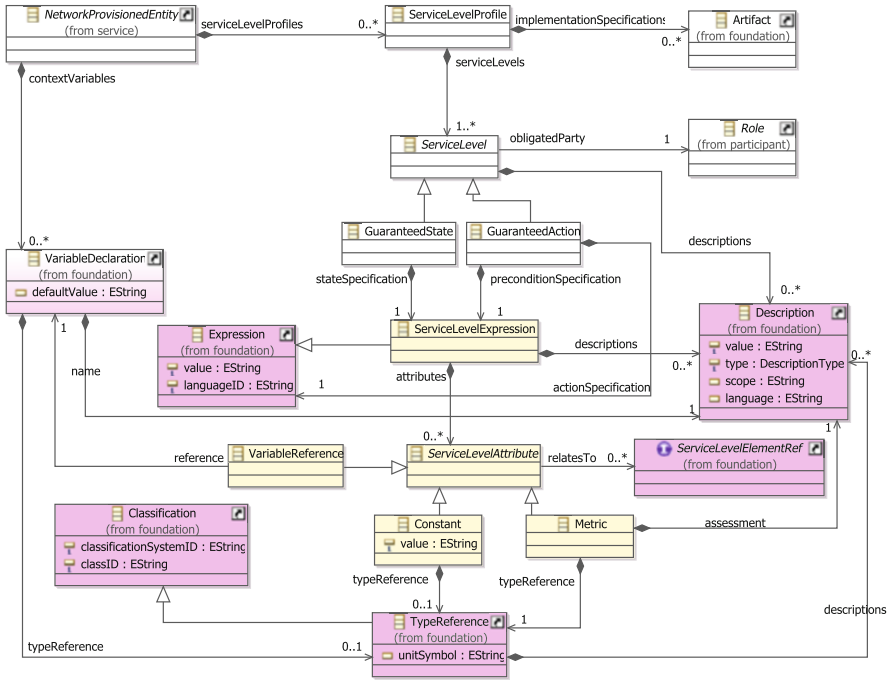 NetworkProvisionedEntity
(from service)
serviceLevelProfiles
0..*
ServiceLevelProfile
implementationSpecifications
0..*
Artifact
(from foundation)
contextVariables
serviceLevels
1..*
ServiceLevel
obligatedParty
1
Role
(from participant)
0..*
VariableDeclaration
(from foundation)
defaultValue : EString
GuaranteedState
GuaranteedAction
descriptions
0..*
stateSpecification
preconditionSpecification
1
1
ServiceLevelExpression
Description
(from foundation)
value : EString
type : DescriptionType
scope : EString
language : EString
1
name
Expression
(from foundation)
value : EString
languageID : EString
1
descriptions
0..*
0..*
attributes
actionSpecification
1
1
0..*
reference
VariableReference
ServiceLevelAttribute
relatesTo
0..*
ServiceLevelElementRef
(from foundation)
Classification
(from foundation)
classificationSystemID : EString
classID : EString
Constant
value : EString
Metric
assessment
typeReference
typeReference
0..1
1
descriptions
TypeReference
(from foundation)
unitSymbol : EString
typeReference
0..1